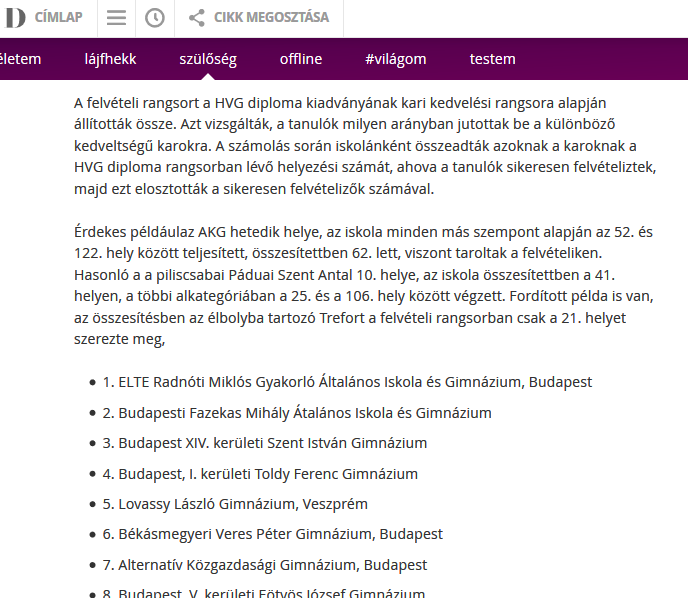 D CÍMLAP CIKK MEGOSZTÁSA
életem lájfhekk szülőség offline #világom testem
A felvételi rangsort a HVG diploma kiadványának kari kedvelési rangsora alapján
állították össze. Azt vizsgálták, a tanulók milyen arányban jutottak be a különböző
kedveltségű karokra. A számolás során iskolánként összeadták azoknak a karoknak a
HVG diploma rangsorban lévő helyezési számát, ahova a tanulók sikeresen felvételiztek,
majd ezt elosztották a sikeresen felvételizők számával.
Érdekes példáulaz AKG hetedik helye, az iskola minden más szempont alapján az 52. és
122. hely között teljesített, összesítettben 62. lett, viszont taroltak a felvételiken.
Hasonló a a piliscsabai Páduai Szent Antal 10. helye, az iskola összesítettben a 41.
helyen, a többi alkategóriában a 25. és a 106. hely között végzett. Fordított példa is van,
az összesítésben az élbolyba tartozó Trefort a felvételi rangsorban csak a 21. helyet
szerezte meg,
• 1. ELTE Radnóti Miklós Gyakorló Általános Iskola és Gimnázium, Budapest
• 2. Budapesti Fazekas Mihály Átalános Iskola és Gimnázium
• 3. Budapest XIV. kerületi Szent István Gimnázium
• 4. Budapest, I. kerületi Toldy Ferenc Gimnázium
• 5. Lovassy László Gimnázium, Veszprém
• 6. Békásmegyeri Veres Péter Gimnázium, Budapest
• 7. Alternatív Közgazdasági Gimnázium, Budapest
• 8. Budapest, V. kerületi Eötvös József Gimnázium